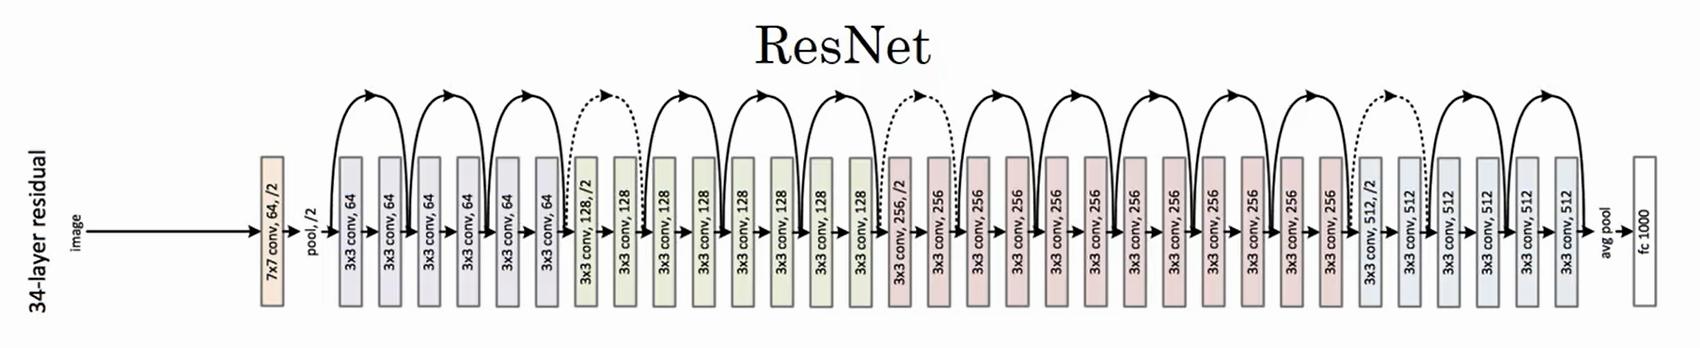 ResNet
34-layer residual
image
7x7 conv, 64, /2
pool, /2
3x3 conv, 64
3x3 conv, 64
3x3 conv, 64
3x3 conv, 64
3x3 conv, 64
3x3 conv, 64
3x3 conv, 128, /2
3x3 conv, 128
3x3 conv, 128
3x3 conv, 128
3x3 conv, 128
3x3 conv, 128
3x3 conv, 128
3x3 conv, 128
3x3 conv, 256, /2
3x3 conv, 256
3x3 conv, 256
3x3 conv, 256
3x3 conv, 256
3x3 conv, 256
3x3 conv, 256
3x3 conv, 256
3x3 conv, 256
3x3 conv, 256
3x3 conv, 256
3x3 conv, 256
3x3 conv, 512, /2
3x3 conv, 512
3x3 conv, 512
3x3 conv, 512
3x3 conv, 512
3x3 conv, 512
avg pool
fc 1000